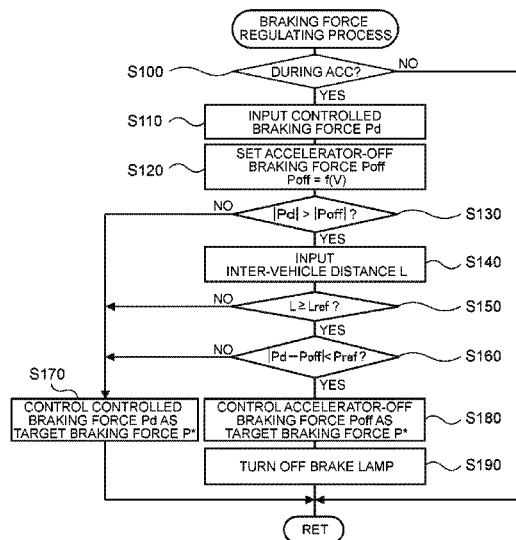 BRAKING FORCE
REGULATING PROCESS
S100
DURING ACC?
NO
YES
S110
INPUT CONTROLLED
BRAKING FORCE Pd
S120
SET ACCELERATOR-OFF
BRAKING FORCE Poff
Poff = f(V)
NO
|Pd| > |Poff| ?
S130
YES
INPUT
INTER-VEHICLE DISTANCE L
S140
NO
L ≥ Lref ?
S150
YES
NO
|Pd−Poff|< Pref ?
S160
YES
S170
CONTROL CONTROLLED
BRAKING FORCE Pd AS
TARGET BRAKING FORCE P*
CONTROL ACCELERATOR-OFF
BRAKING FORCE Poff AS
TARGET BRAKING FORCE P*
S180
TURN OFF BRAKE LAMP
S190
RET